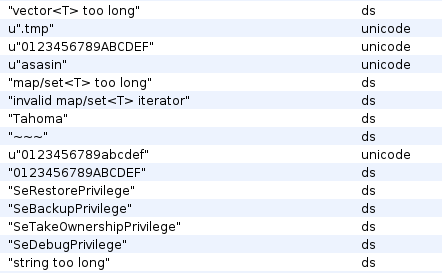 "vector<T> too long" ds
u".tmp" unicode
u"0123456789ABCDEF" unicode
u"asasin" unicode
"map/set<T> too long" ds
"invalid map/set<T> iterator" ds
"Tahoma" ds
"~~~" ds
u"0123456789abcdef" unicode
"0123456789ABCDEF" ds
"SeRestorePrivilege" ds
"SeBackupPrivilege" ds
"SeTakeOwnershipPrivilege" ds
"SeDebugPrivilege" ds
"string too long" ds